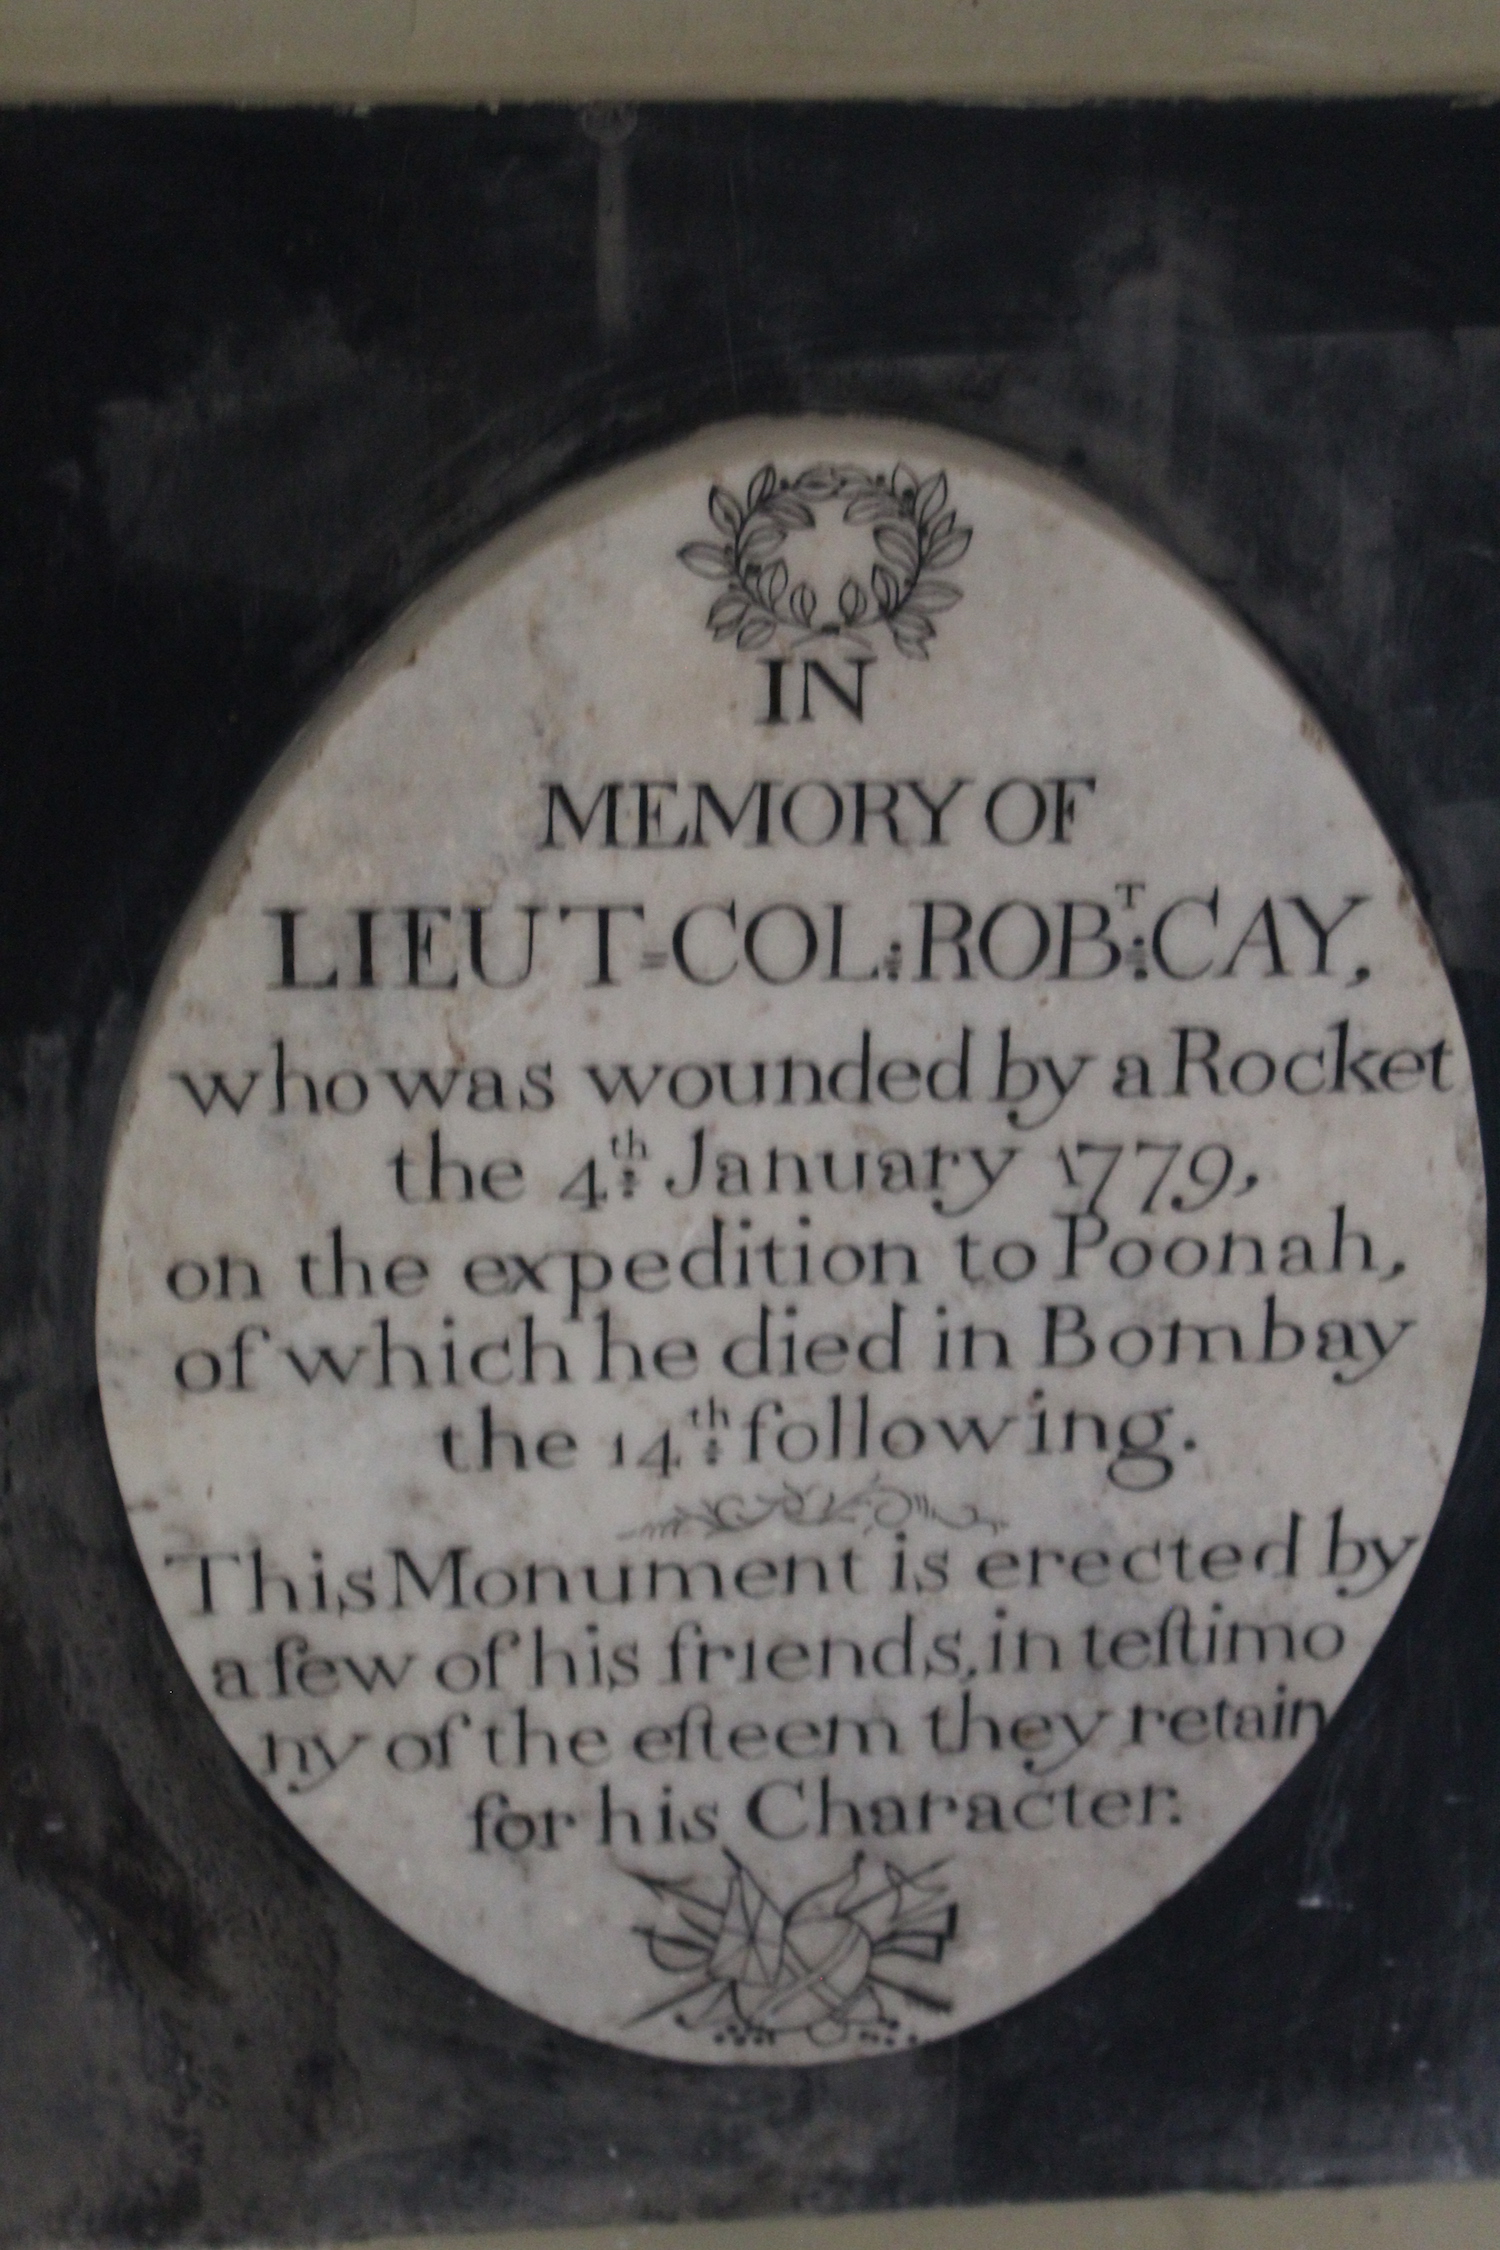 IN
MEMORY OF
LIEUT=COL: ROBᵀ: CAY,
who was wounded by a Rocket
the 4ᵗʰ: January 1779,
on the expedition to Poonah,
of which he died in Bombay
the 14ᵗʰ: following.
This Monument is erected by
a few of his friends, in teſtimo
ny of the eſteem they retain
for his Character.